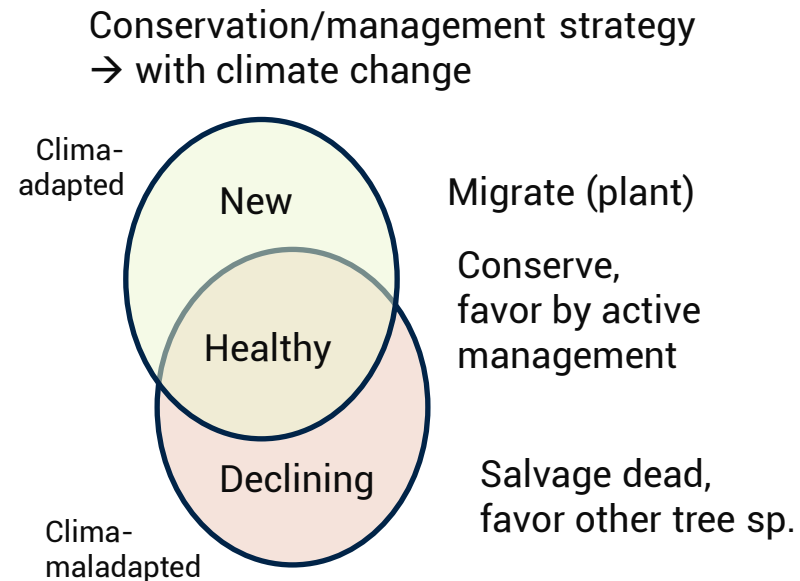 Conservation/management strategy
→ with climate change
Clima-
adapted
New
Migrate (plant)
Conserve,
favor by active
management
Healthy
Declining
Salvage dead,
favor other tree sp.
Clima-
maladapted